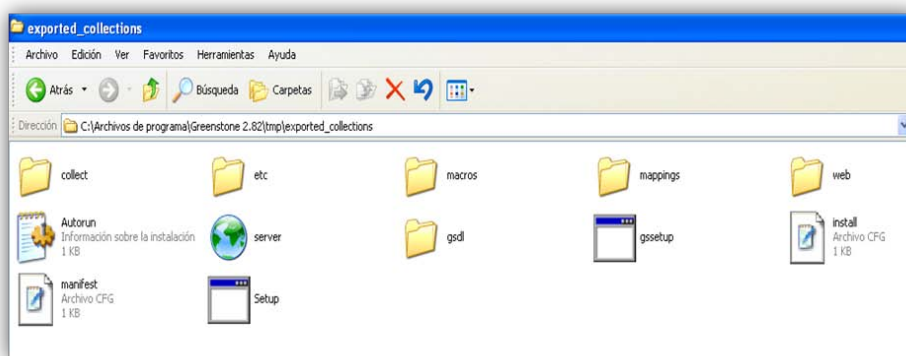 exported_collections
Archivo Edición Ver Favoritos Herramientas Ayuda
Atrás Búsqueda Carpetas
Dirección C:\Archivos de programa\Greenstone 2.82\tmp\exported_collections
collect etc macros mappings web
Autorun
Información sobre la instalación
1 KB
server gsdl gssetup
install
Archivo CFG
1 KB
manifest
Archivo CFG
1 KB
Setup